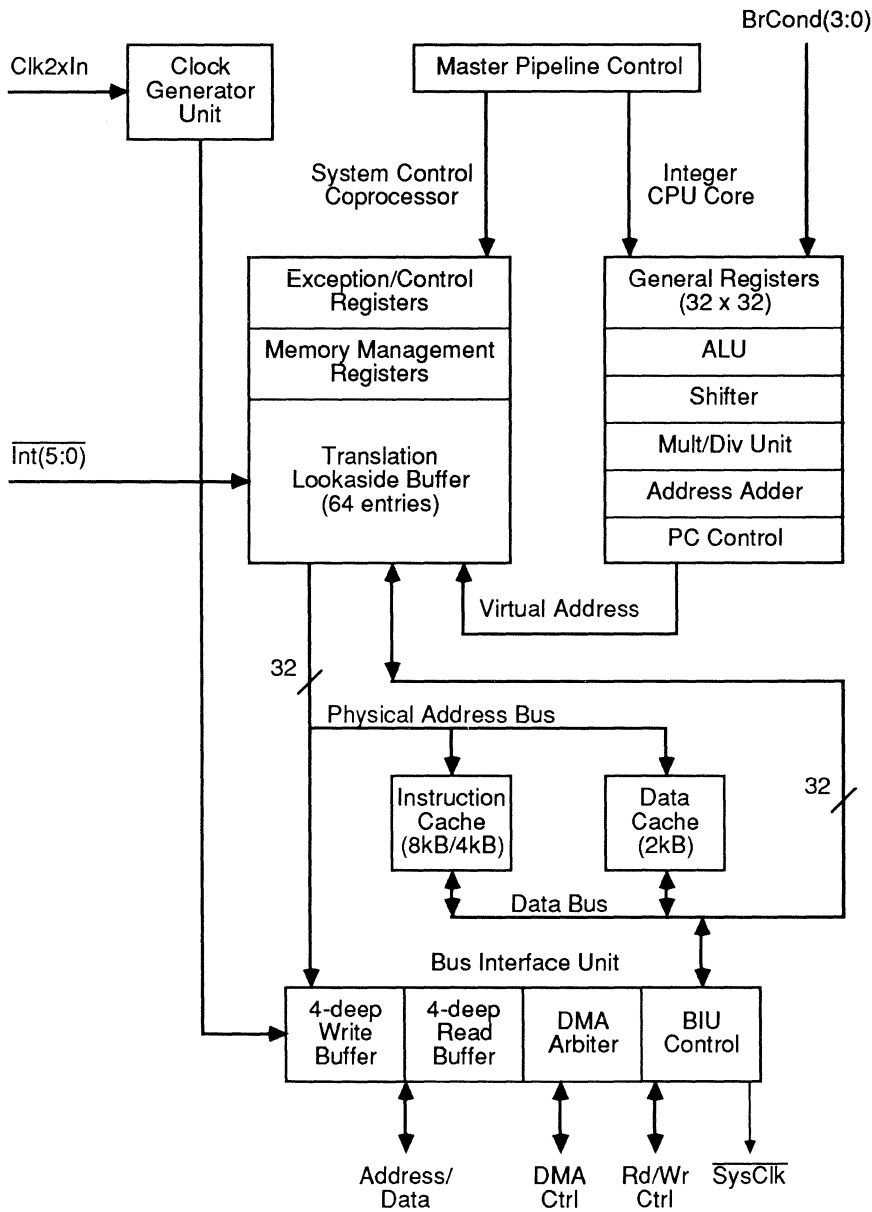 BrCond(3:0)
Clk2xIn
Clock
Generator
Unit
Master Pipeline Control
System Control
Coprocessor
Integer
CPU Core
Exception/Control
Registers
Memory Management
Registers
Translation
Lookaside Buffer
(64 entries)
General Registers
(32 x 32)
ALU
Shifter
Mult/Div Unit
Address Adder
PC Control
Int(5:0)
Virtual Address
32
Physical Address Bus
Instruction
Cache
(8kB/4kB)
Data
Cache
(2kB)
32
Data Bus
Bus Interface Unit
4-deep
Write
Buffer
4-deep
Read
Buffer
DMA
Arbiter
BIU
Control
Address/
Data
DMA
Ctrl
Rd/Wr
Ctrl
SysClk